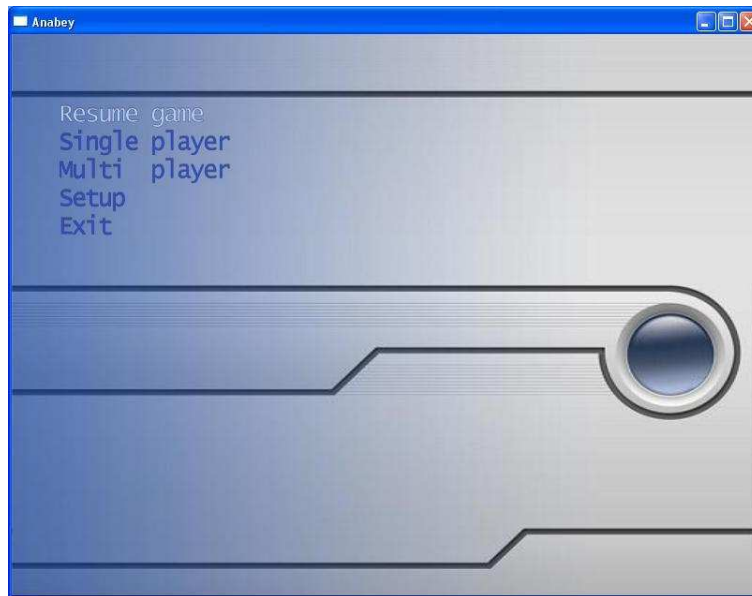 Anabey
Resume game
Single player
Multi player
Setup
Exit